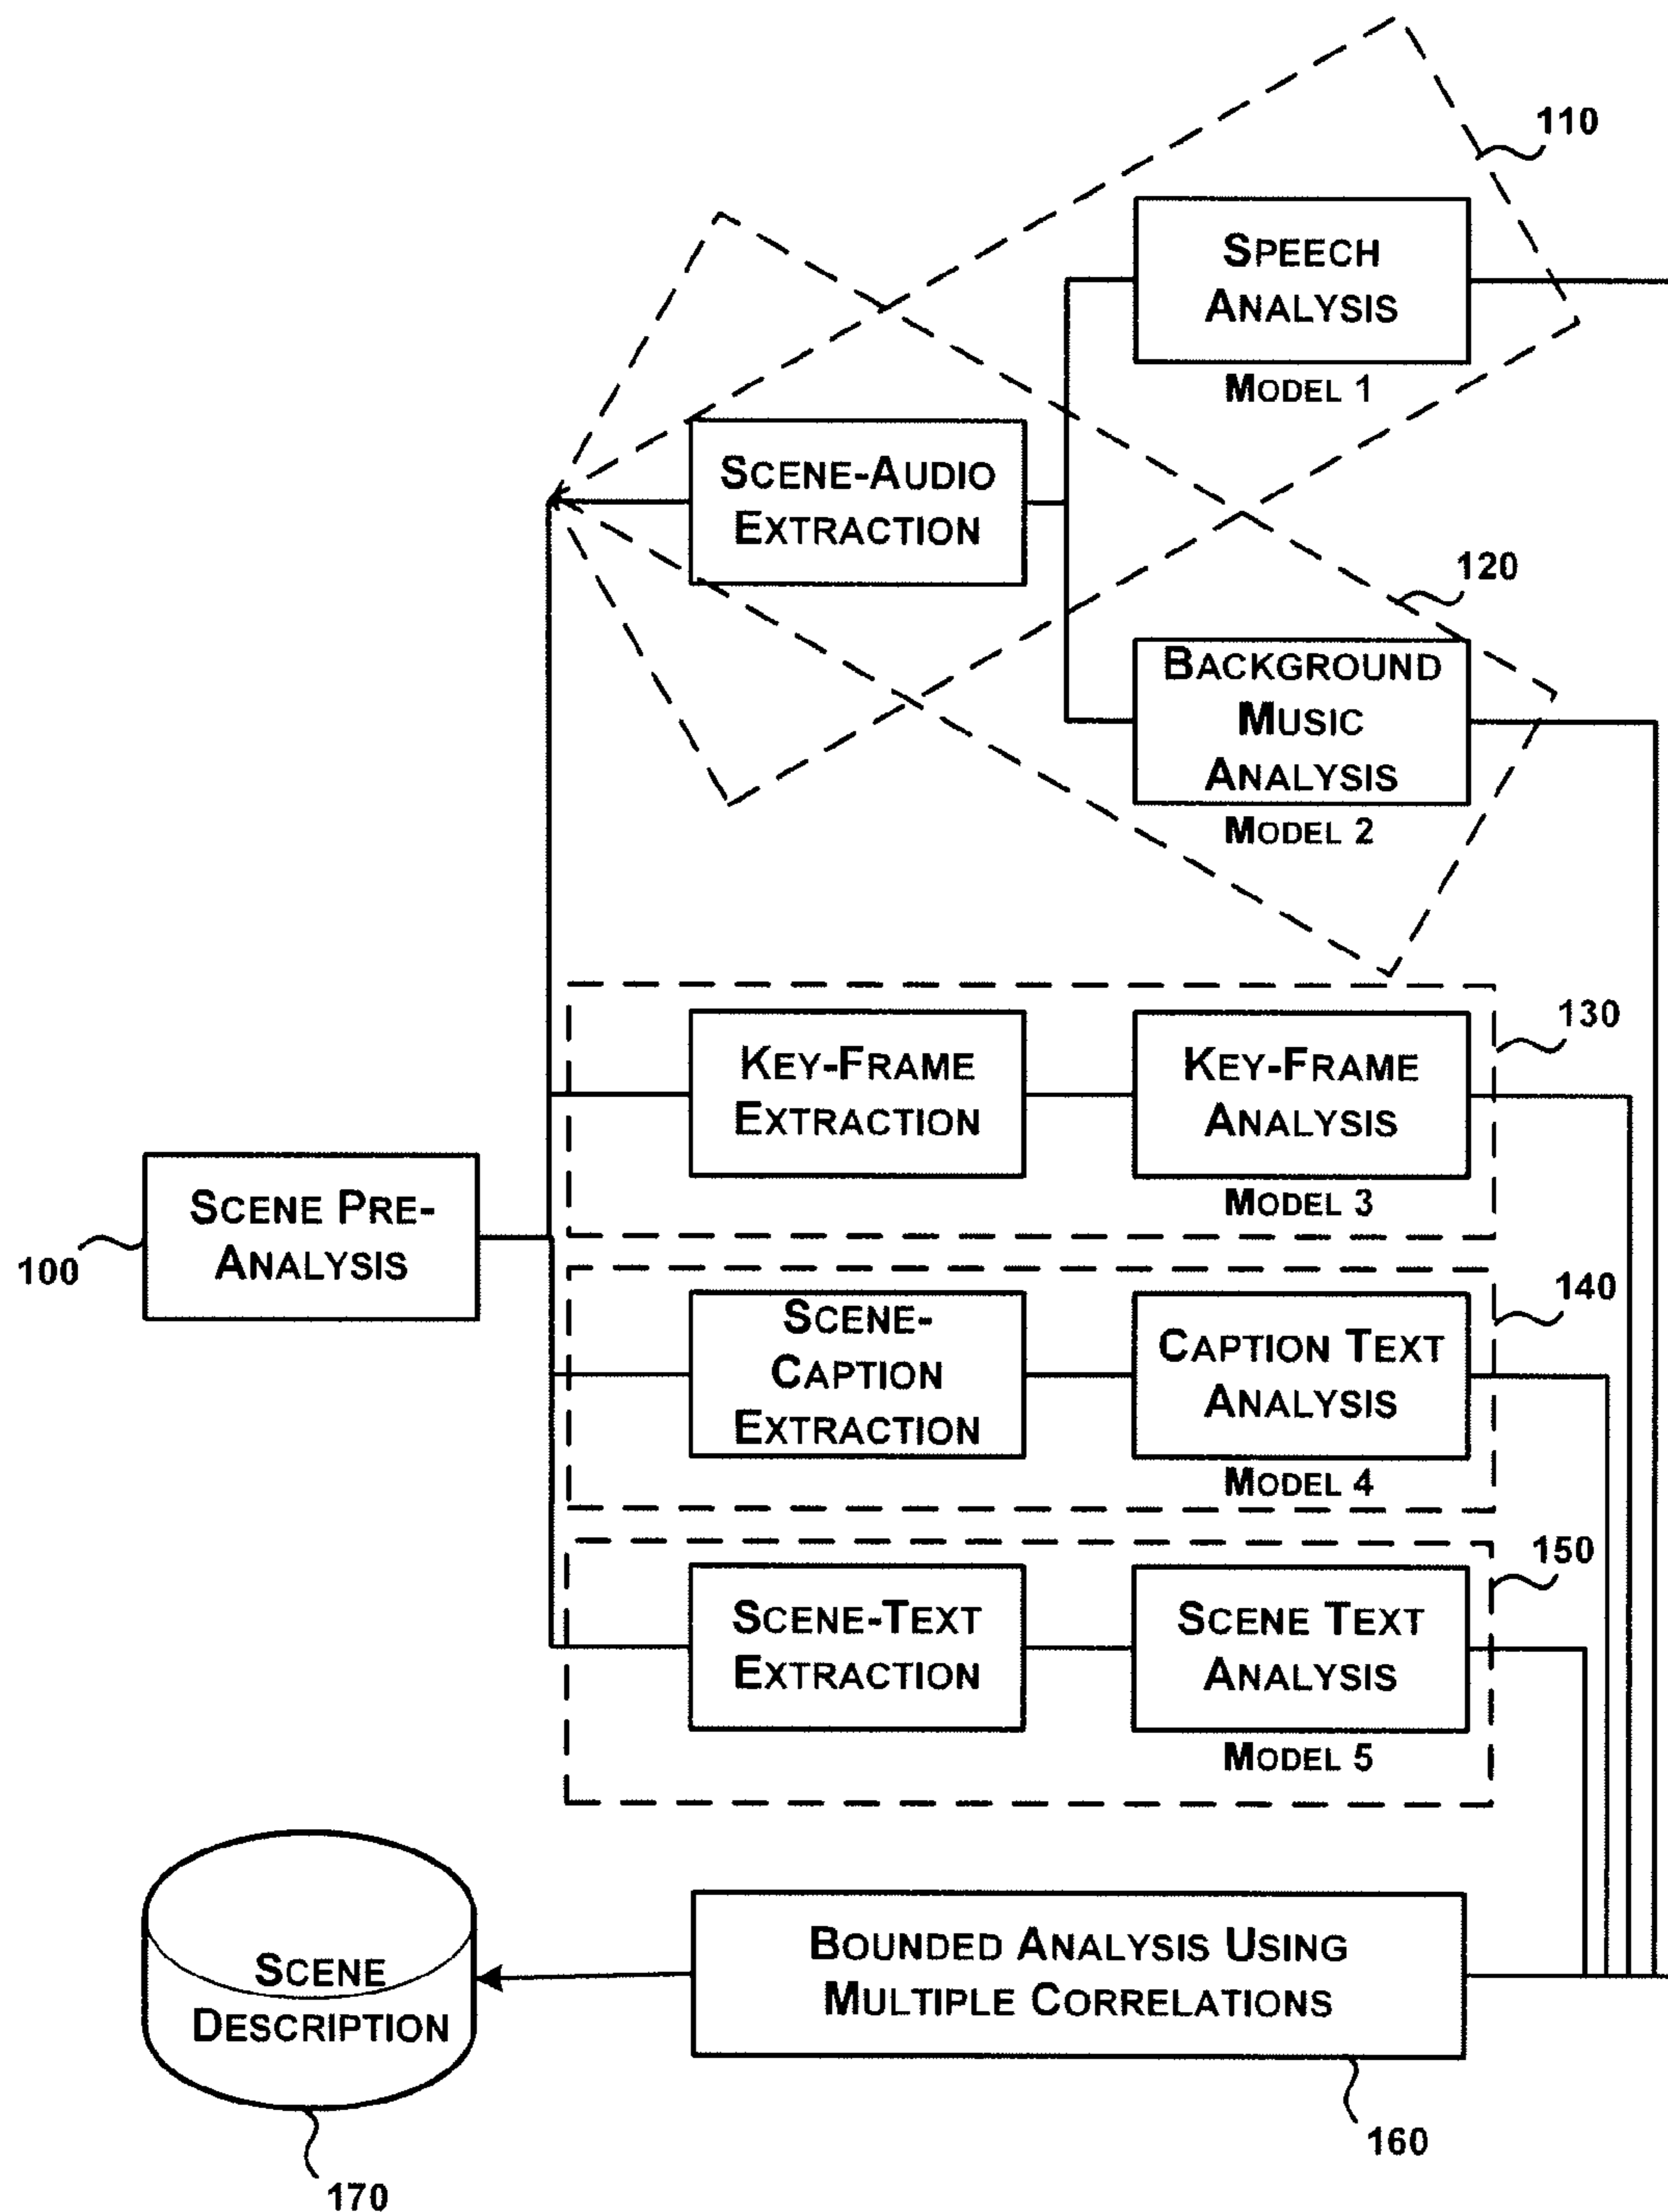 110
SPEECH
ANALYSIS
MODEL 1
SCENE-AUDIO
EXTRACTION
120
BACKGROUND
MUSIC
ANALYSIS
MODEL 2
130
KEY-FRAME
EXTRACTION
KEY-FRAME
ANALYSIS
MODEL 3
SCENE PRE-
ANALYSIS
100
140
SCENE-
CAPTION
EXTRACTION
CAPTION TEXT
ANALYSIS
MODEL 4
150
SCENE-TEXT
EXTRACTION
SCENE TEXT
ANALYSIS
MODEL 5
SCENE
DESCRIPTION
BOUNDED ANALYSIS USING
MULTIPLE CORRELATIONS
160
170